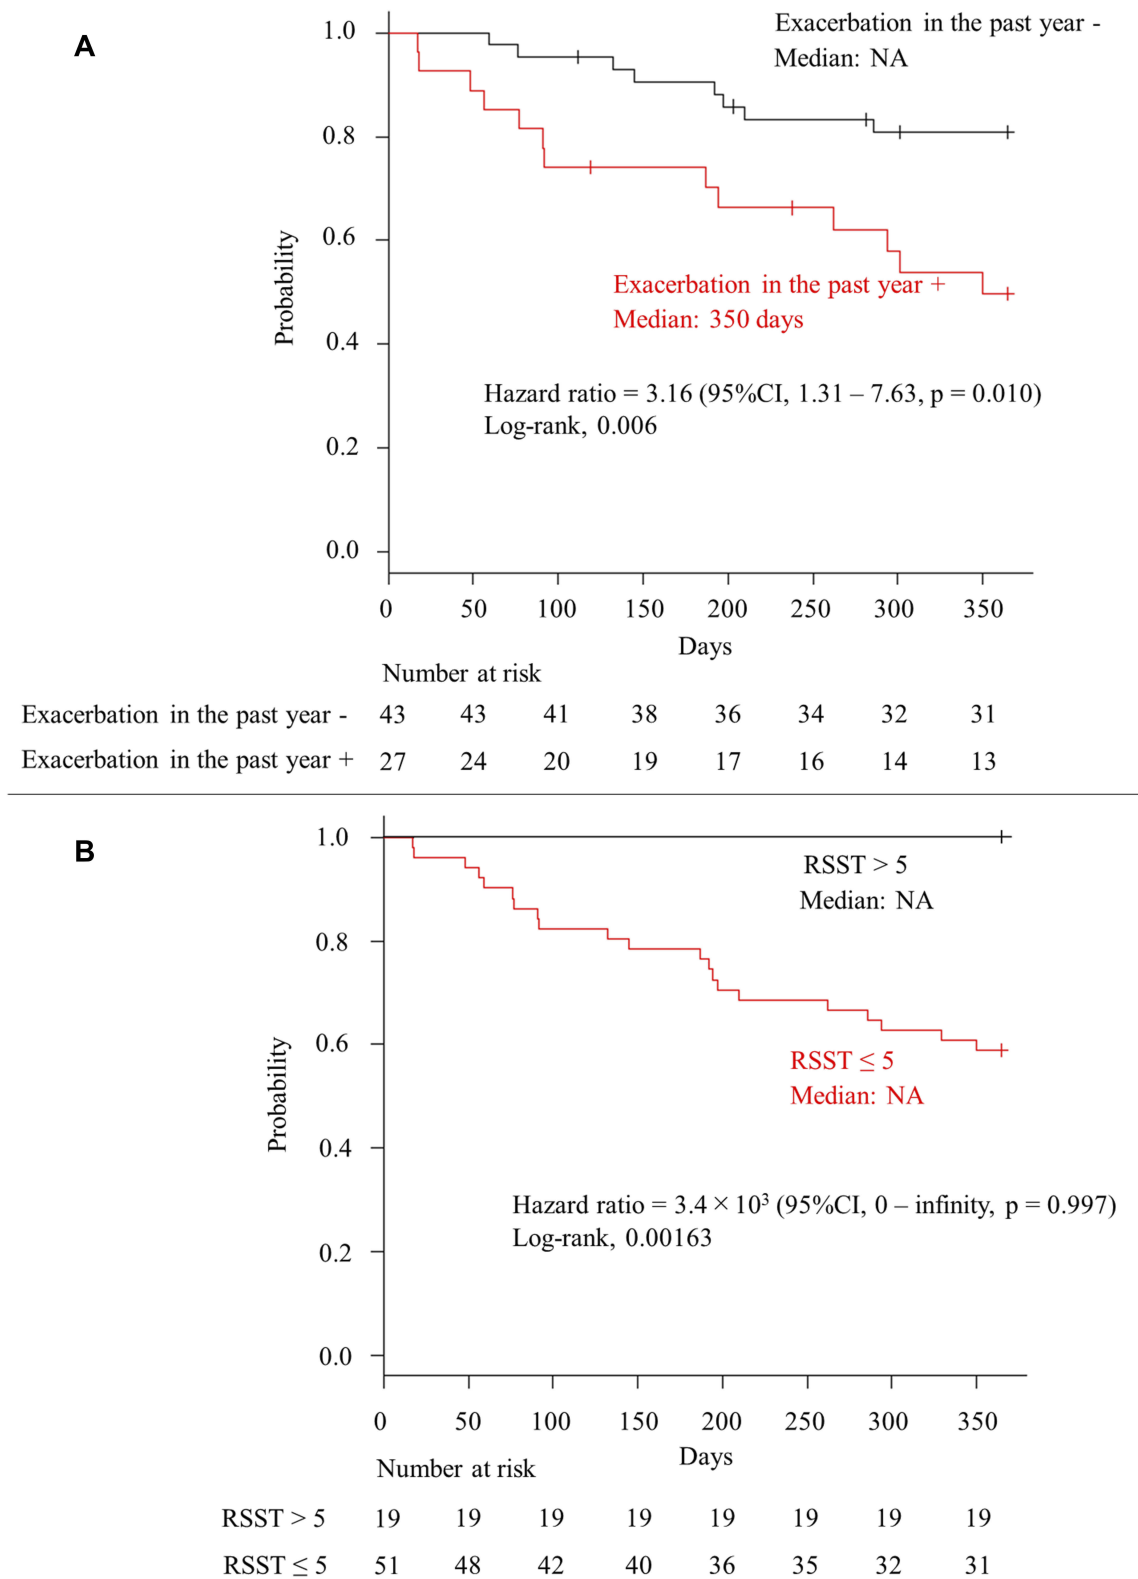 A
Exacerbation in the past year -
Median: NA
1.0
0.8
0.6
0.4
0.2
0.0
Probability
Exacerbation in the past year +
Median: 350 days
Hazard ratio = 3.16 (95%CI, 1.31 – 7.63, p = 0.010)
Log-rank, 0.006
0 50 100 150 200 250 300 350
Days
Number at risk
Exacerbation in the past year - 43 43 41 38 36 34 32 31
Exacerbation in the past year + 27 24 20 19 17 16 14 13
B
1.0
0.8
0.6
0.4
0.2
0.0
Probability
RSST > 5
Median: NA
RSST ≤ 5
Median: NA
Hazard ratio = 3.4 × 10³ (95%CI, 0 – infinity, p = 0.997)
Log-rank, 0.00163
0 50 100 150 200 250 300 350
Days
Number at risk
RSST > 5 19 19 19 19 19 19 19 19
RSST ≤ 5 51 48 42 40 36 35 32 31